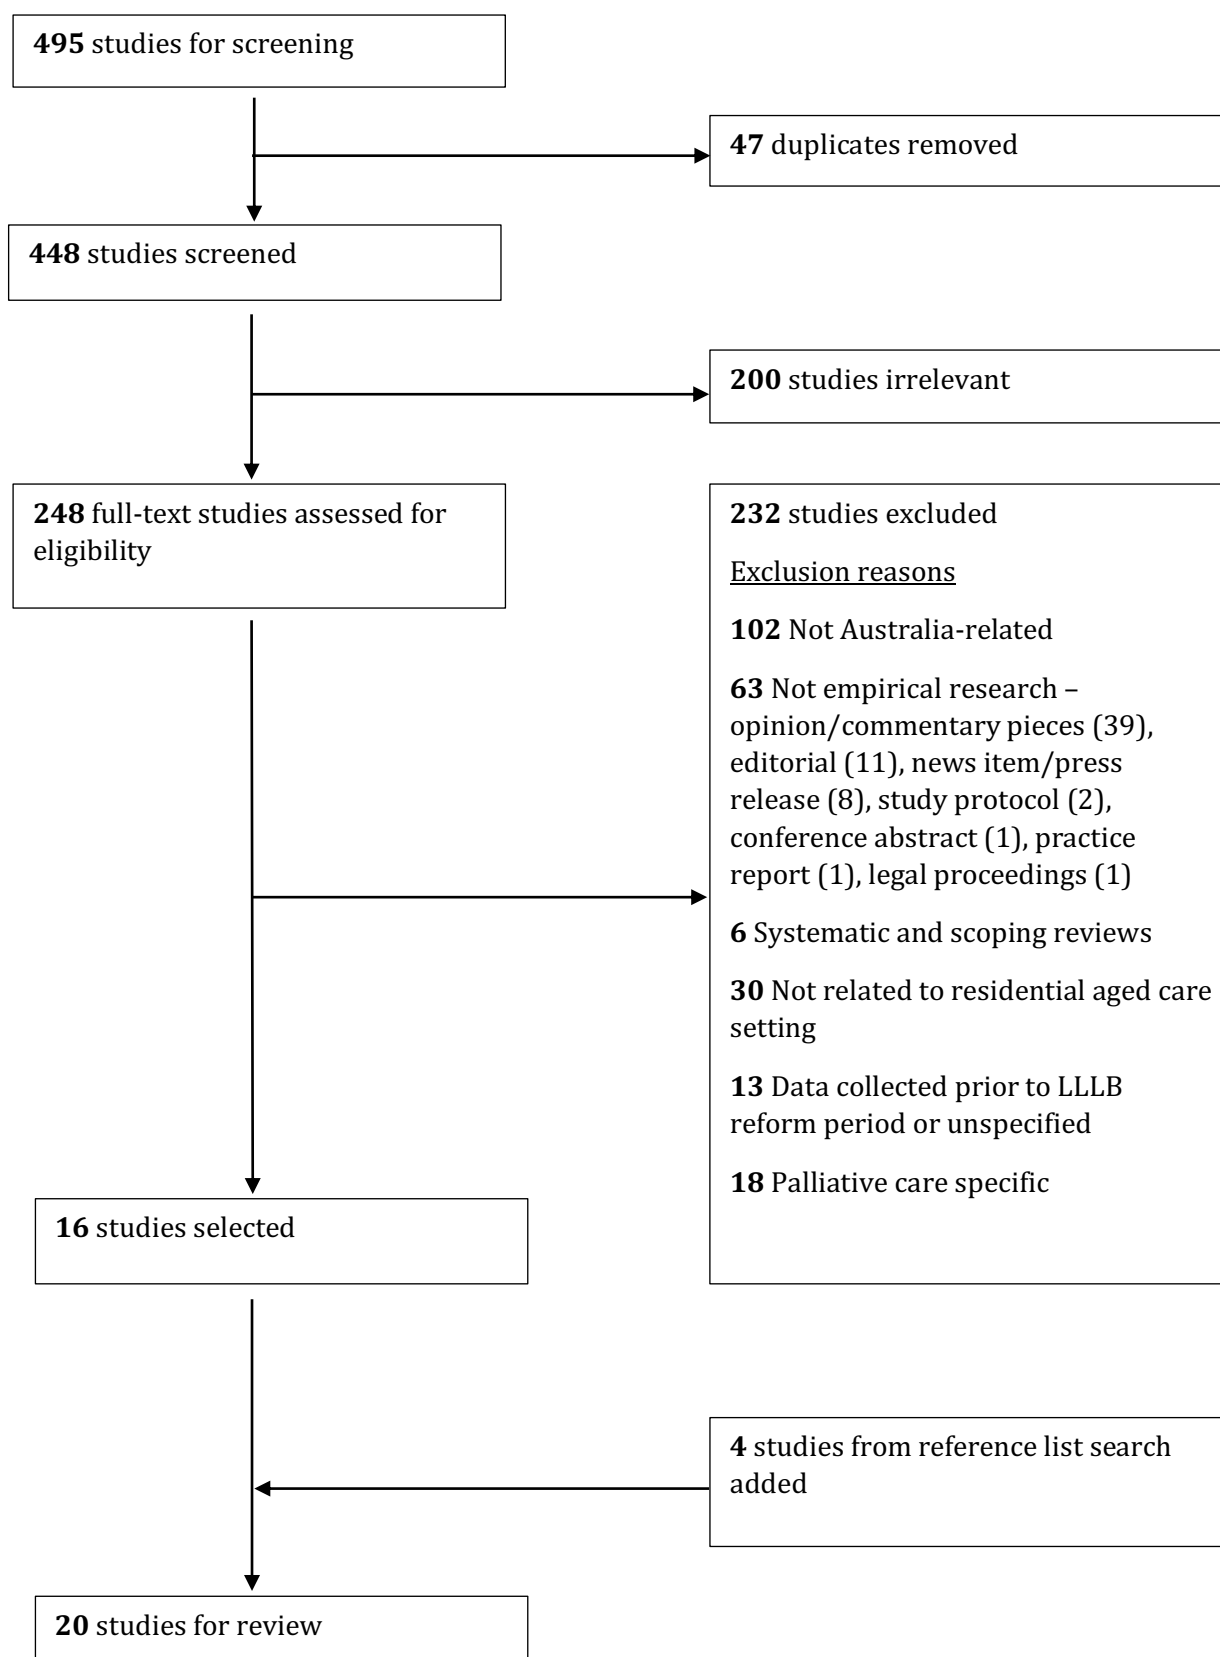 495 studies for screening
47 duplicates removed
448 studies screened
200 studies irrelevant
248 full-text studies assessed for
eligibility
232 studies excluded
Exclusion reasons
102 Not Australia-related
63 Not empirical research –
opinion/commentary pieces (39),
editorial (11), news item/press
release (8), study protocol (2),
conference abstract (1), practice
report (1), legal proceedings (1)
6 Systematic and scoping reviews
30 Not related to residential aged care
setting
13 Data collected prior to LLLB
reform period or unspecified
18 Palliative care specific
16 studies selected
4 studies from reference list search
added
20 studies for review